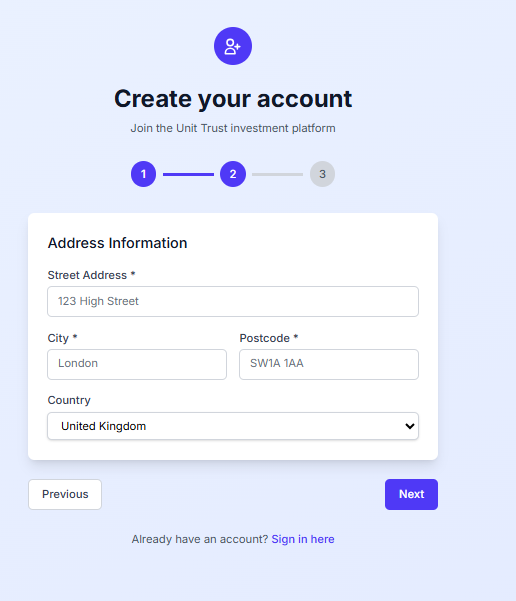 Create your account
Join the Unit Trust investment platform
1 2 3
Address Information
Street Address *
123 High Street
City * Postcode *
London SW1A 1AA
Country
United Kingdom
Previous Next
Already have an account? Sign in here